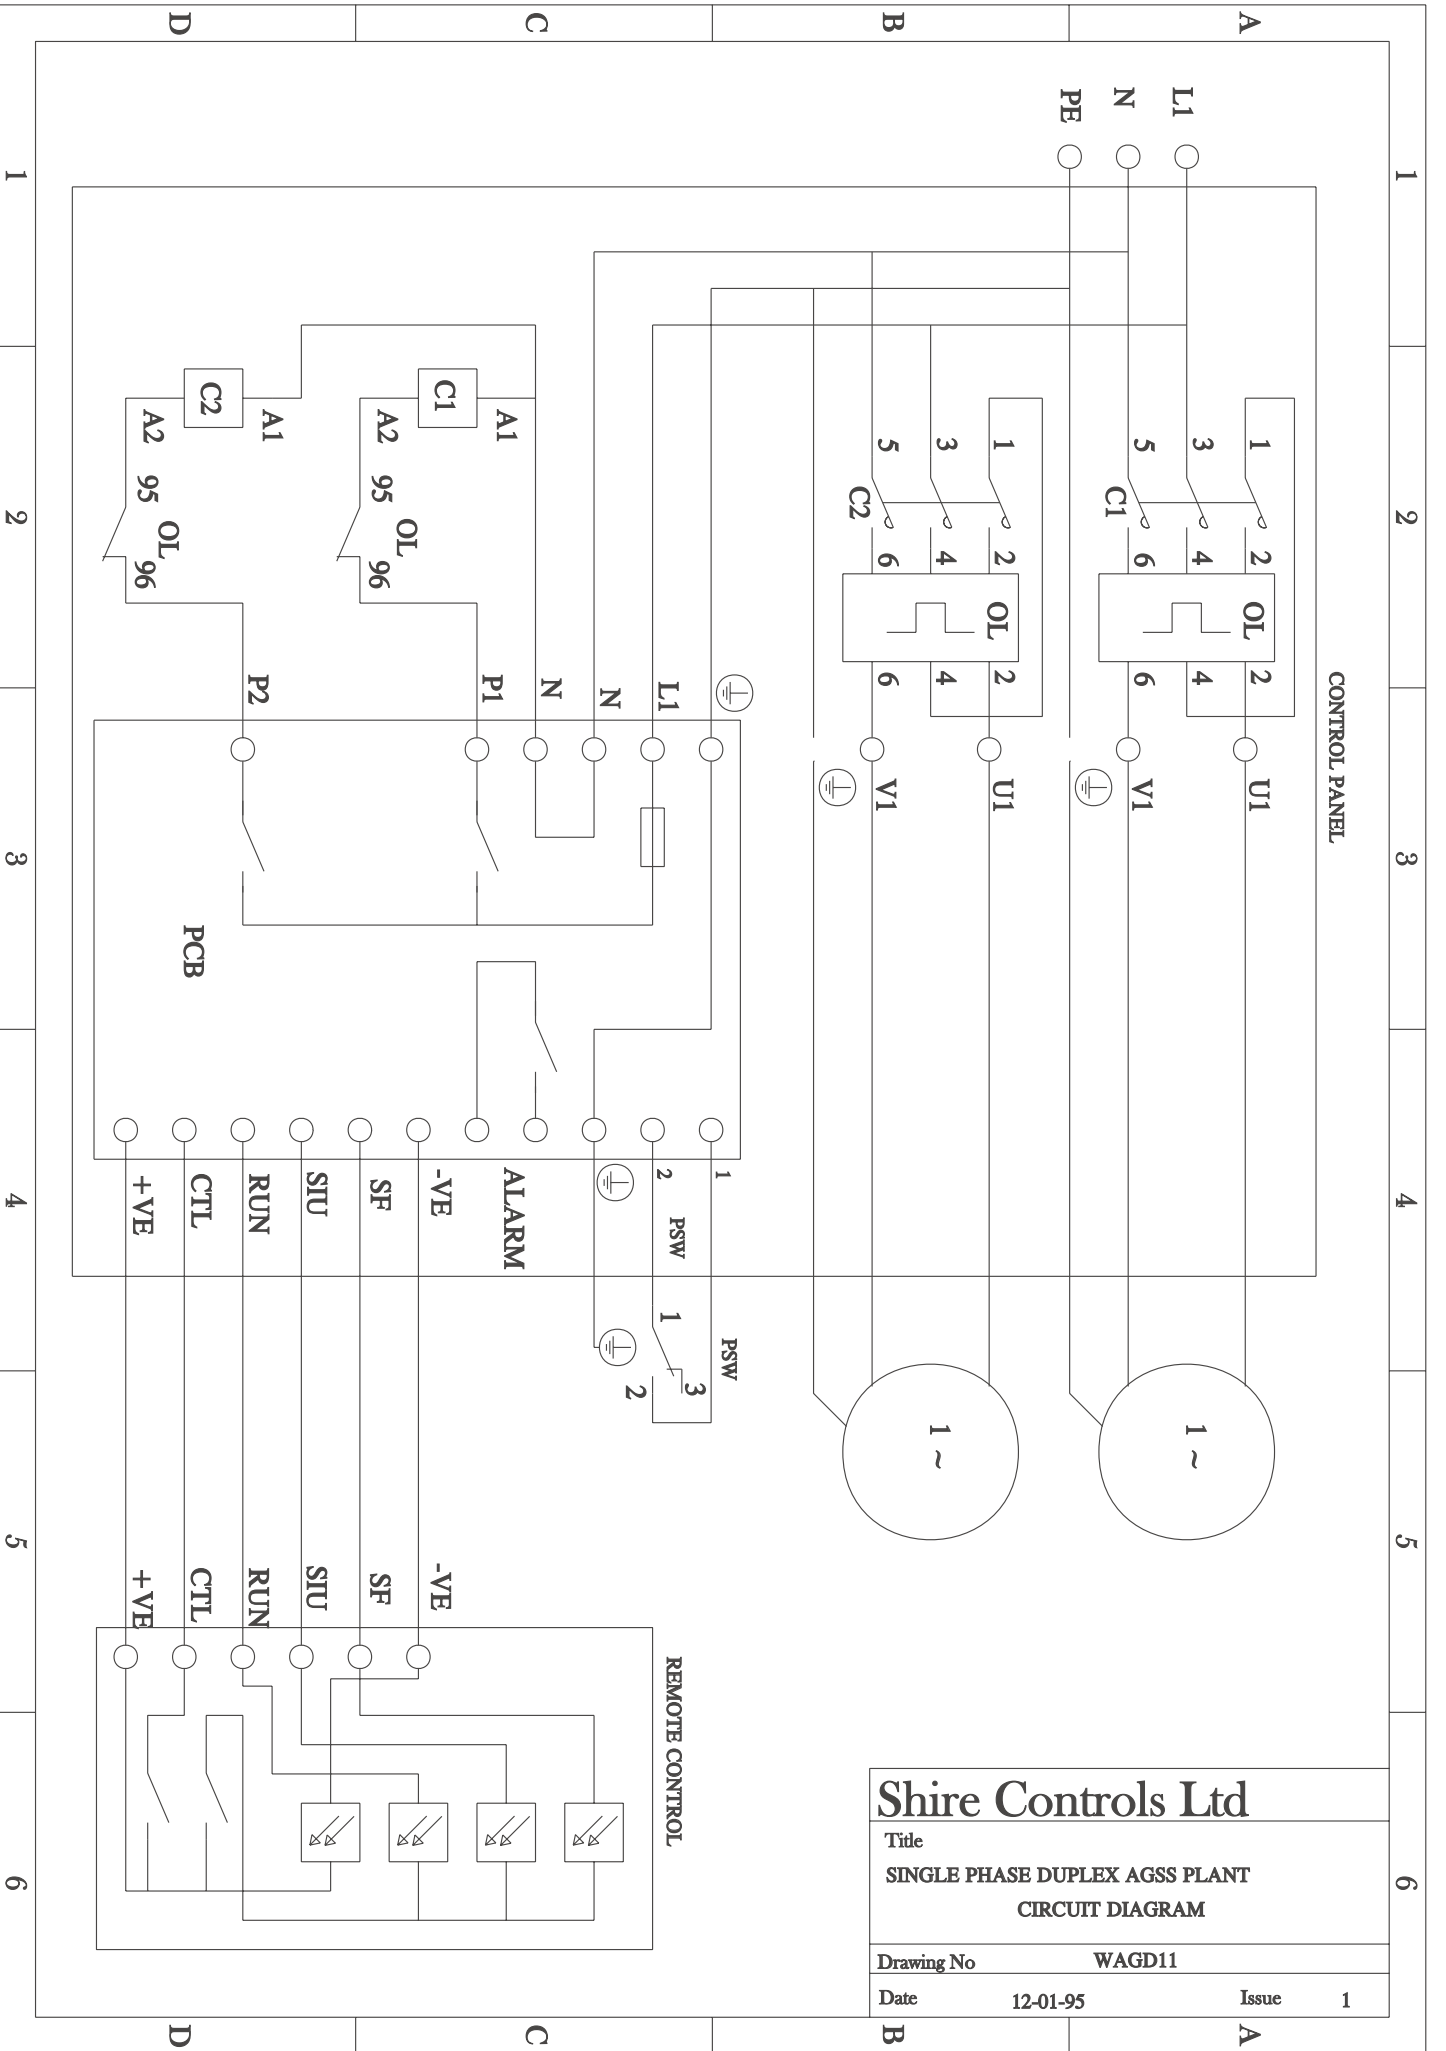 D
C
B
A
1
2
3
4
5
6
1
2
3
4
5
6
D
C
B
A
L1
N
PE
CONTROL PANEL
1
3
5
C1
2
4
6
OL
2
4
6
U1
V1
1 ~
1
3
5
C2
2
4
6
OL
2
4
6
U1
V1
1 ~
A1
C1
A2
95
OL
96
A1
C2
A2
95
OL
96
L1
N
N
P1
P2
PCB
1
2
PSW
PSW
1
3
2
ALARM
-VE
SF
SIU
RUN
CTL
+VE
-VE
SF
SIU
RUN
CTL
+VE
REMOTE CONTROL
Shire Controls Ltd
Title
SINGLE PHASE DUPLEX AGSS PLANT
CIRCUIT DIAGRAM
Drawing No WAGD11
Date 12-01-95 Issue 1